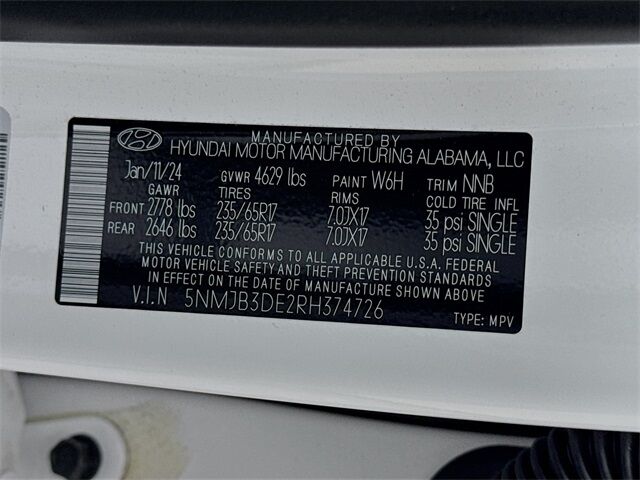 MANUFACTURED BY
HYUNDAI MOTOR MANUFACTURING ALABAMA, LLC
Jan/11/24 GVWR 4629 lbs PAINT W6H TRIM NNB
GAWR TIRES RIMS COLD TIRE INFL
FRONT 2778 lbs 235/65R17 7.0JX17 35 psi SINGLE
REAR 2646 lbs 235/65R17 7.0JX17 35 psi SINGLE
THIS VEHICLE CONFORMS TO ALL APPLICABLE U.S.A. FEDERAL
MOTOR VEHICLE SAFETY AND THEFT PREVENTION STANDARDS
IN EFFECT ON THE DATE OF MANUFACTURE SHOWN ABOVE.
V.I.N 5NMJB3DE2RH374726
TYPE: MPV